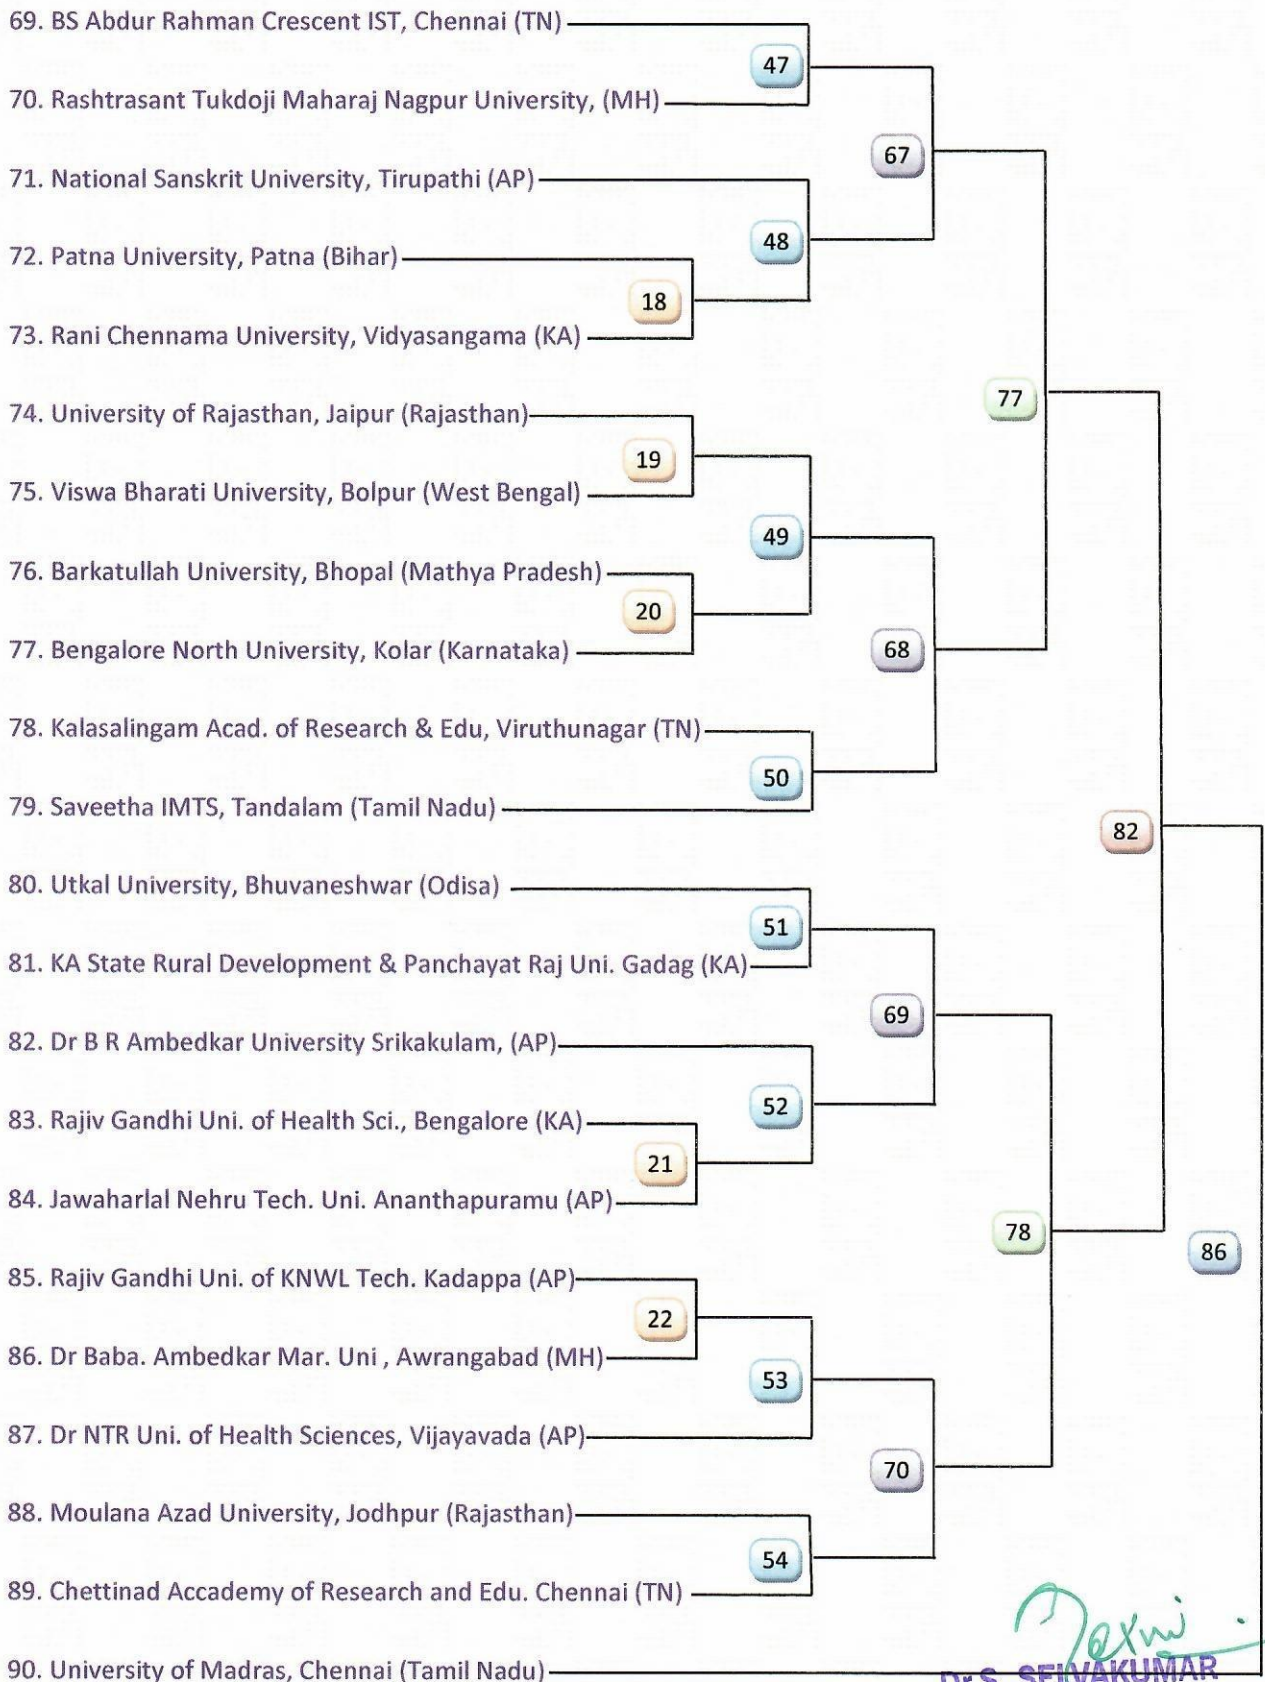 69. BS Abdur Rahman Crescent IST, Chennai (TN)
47
70. Rashtrasant Tukdoji Maharaj Nagpur University, (MH)
67
71. National Sanskrit University, Tirupathi (AP)
48
72. Patna University, Patna (Bihar)
18
73. Rani Chennama University, Vidyasangama (KA)
77
74. University of Rajasthan, Jaipur (Rajasthan)
19
75. Viswa Bharati University, Bolpur (West Bengal)
49
76. Barkatullah University, Bhopal (Mathya Pradesh)
20
77. Bengalore North University, Kolar (Karnataka)
68
78. Kalasalingam Acad. of Research & Edu, Viruthunagar (TN)
50
79. Saveetha IMTS, Tandalam (Tamil Nadu)
82
80. Utkal University, Bhuvaneshwar (Odisa)
51
81. KA State Rural Development & Panchayat Raj Uni. Gadag (KA)
69
82. Dr B R Ambedkar University Srikakulam, (AP)
52
83. Rajiv Gandhi Uni. of Health Sci., Bengalore (KA)
21
84. Jawaharlal Nehru Tech. Uni. Ananthapuramu (AP)
78
86
85. Rajiv Gandhi Uni. of KNWL Tech. Kadappa (AP)
22
86. Dr Baba. Ambedkar Mar. Uni , Awrangabad (MH)
53
87. Dr NTR Uni. of Health Sciences, Vijayavada (AP)
70
88. Moulana Azad University, Jodhpur (Rajasthan)
54
89. Chettinad Accademy of Research and Edu. Chennai (TN)
90. University of Madras, Chennai (Tamil Nadu)
Dr S. SELVAKUMAR